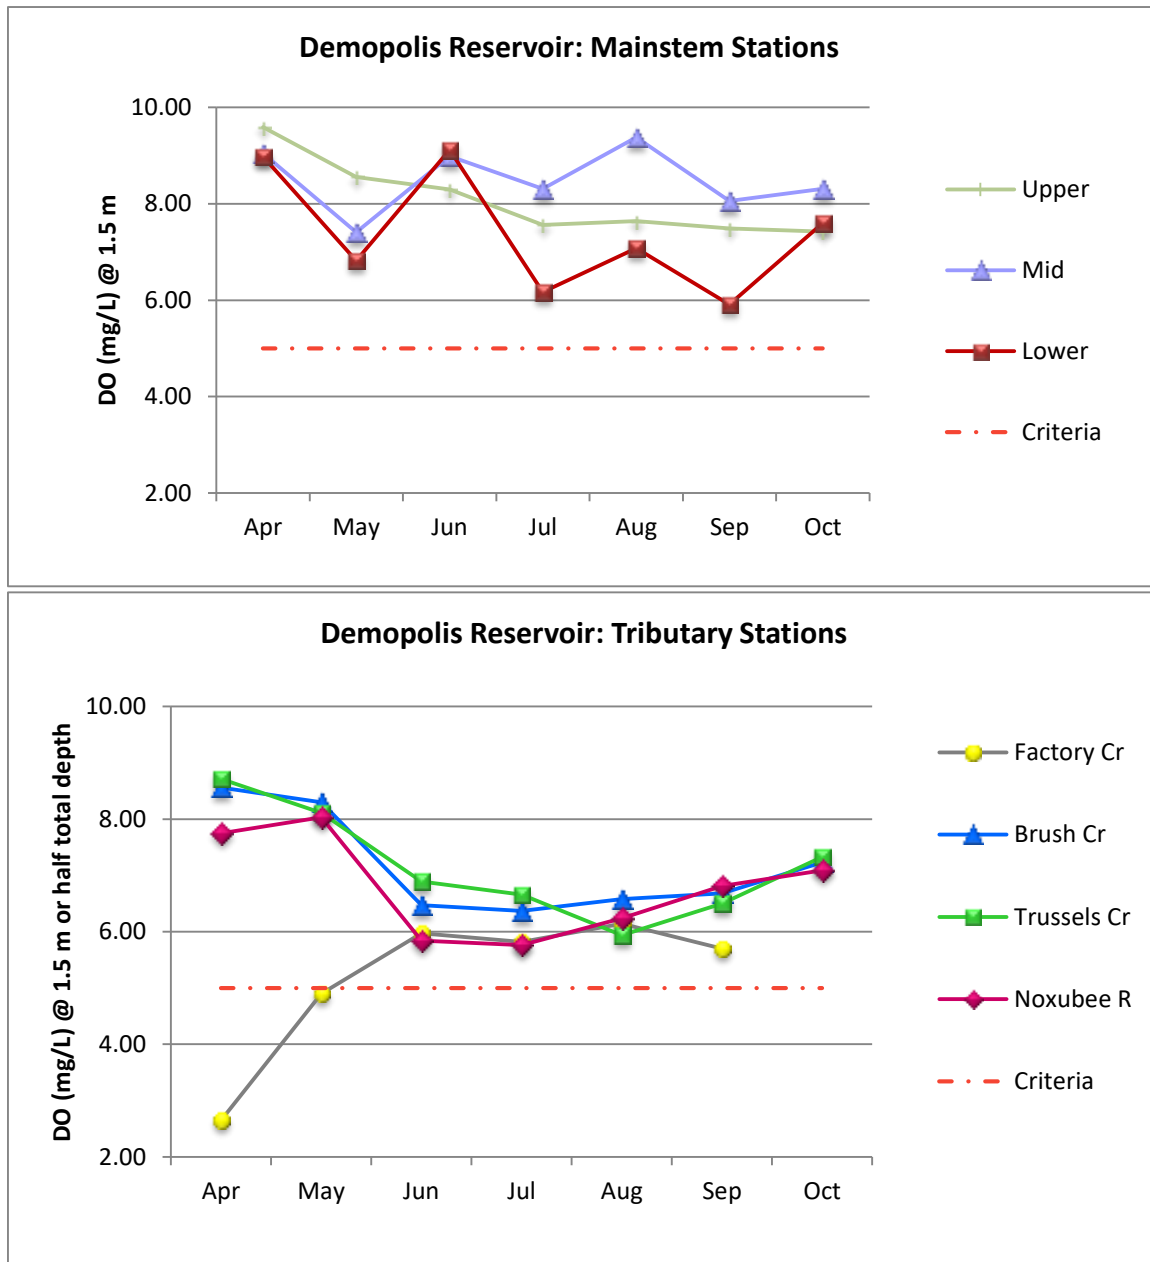 Demopolis Reservoir: Mainstem Stations
DO (mg/L) @ 1.5 m
10.00
8.00
6.00
4.00
2.00
Apr May Jun Jul Aug Sep Oct
Upper
Mid
Lower
Criteria
Demopolis Reservoir: Tributary Stations
DO (mg/L) @ 1.5 m or half total depth
10.00
8.00
6.00
4.00
2.00
Apr May Jun Jul Aug Sep Oct
Factory Cr
Brush Cr
Trussels Cr
Noxubee R
Criteria